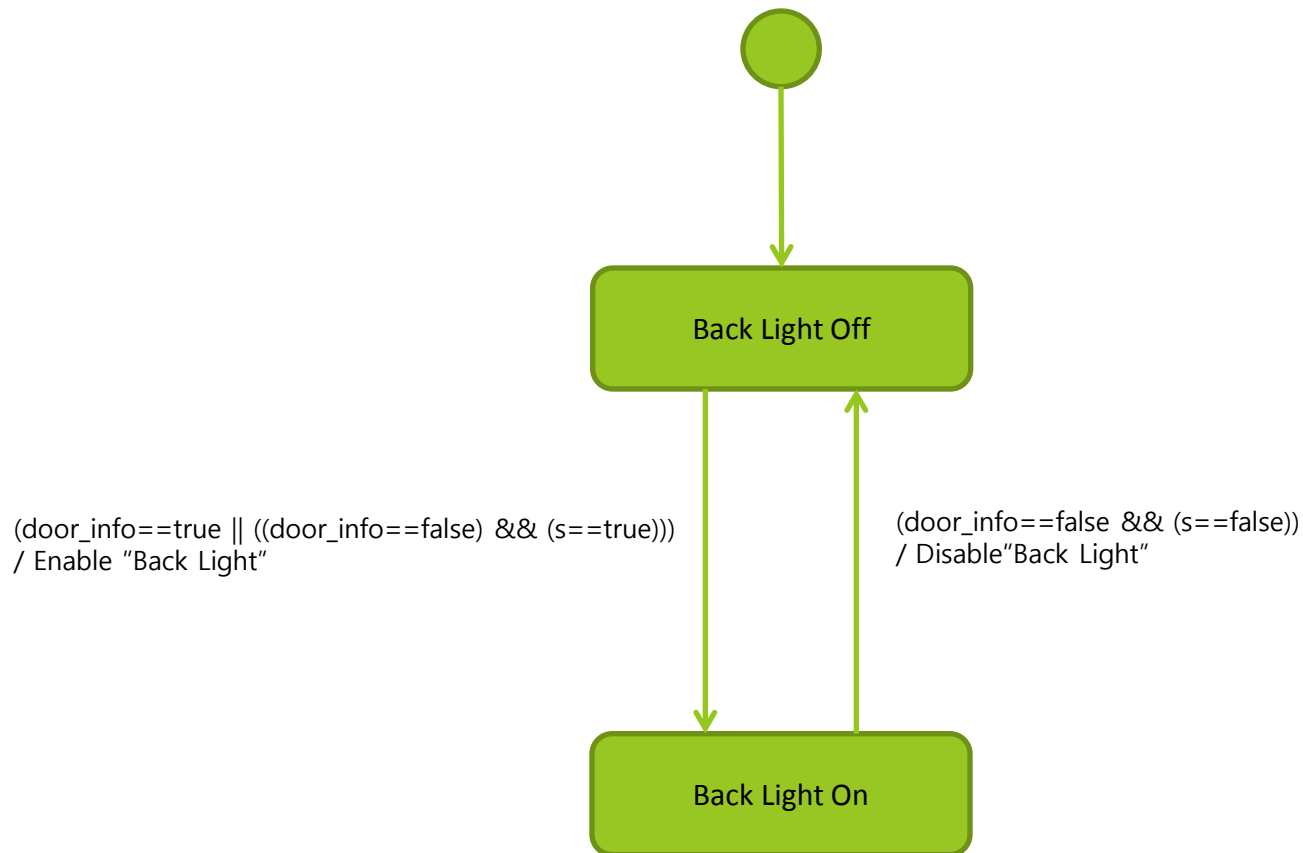 Back Light Off
(door_info==true || ((door_info==false) && (s==true)))
/ Enable “Back Light”
(door_info==false && (s==false))
/ Disable”Back Light”
Back Light On